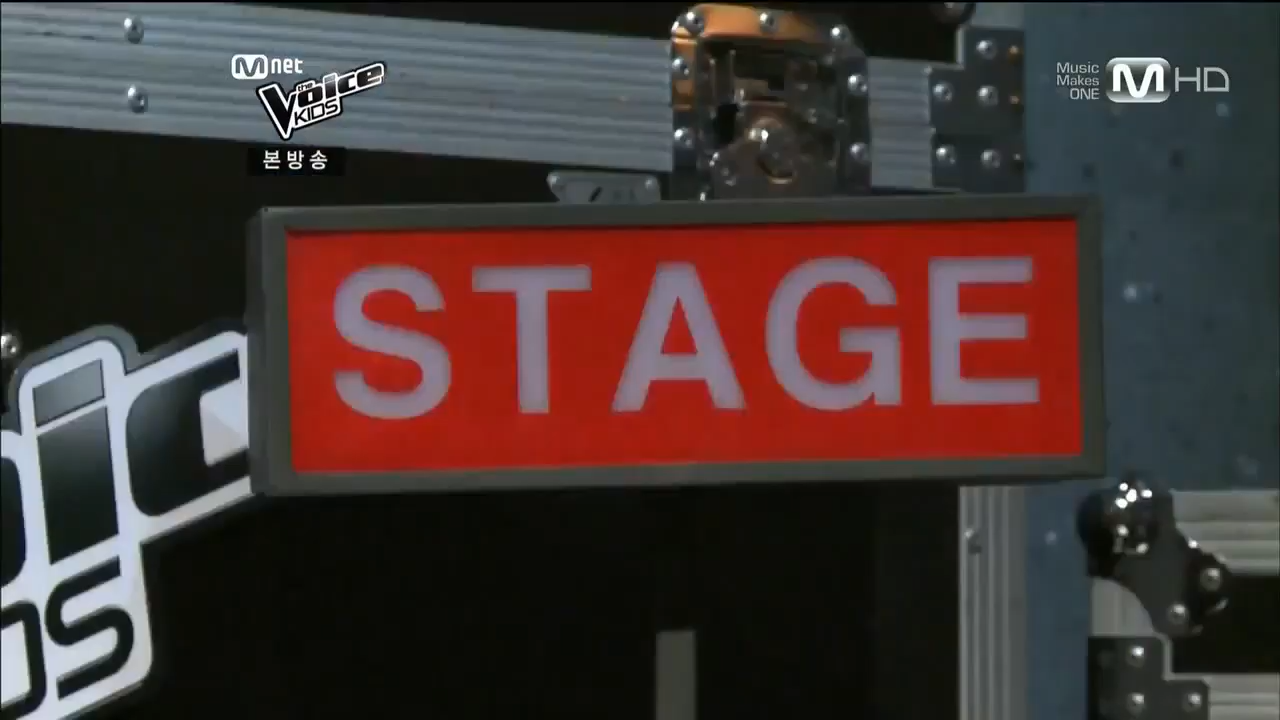 Mnet
the Voice
KIDS
본방송
Music
Makes
ONE
M HD
STAGE